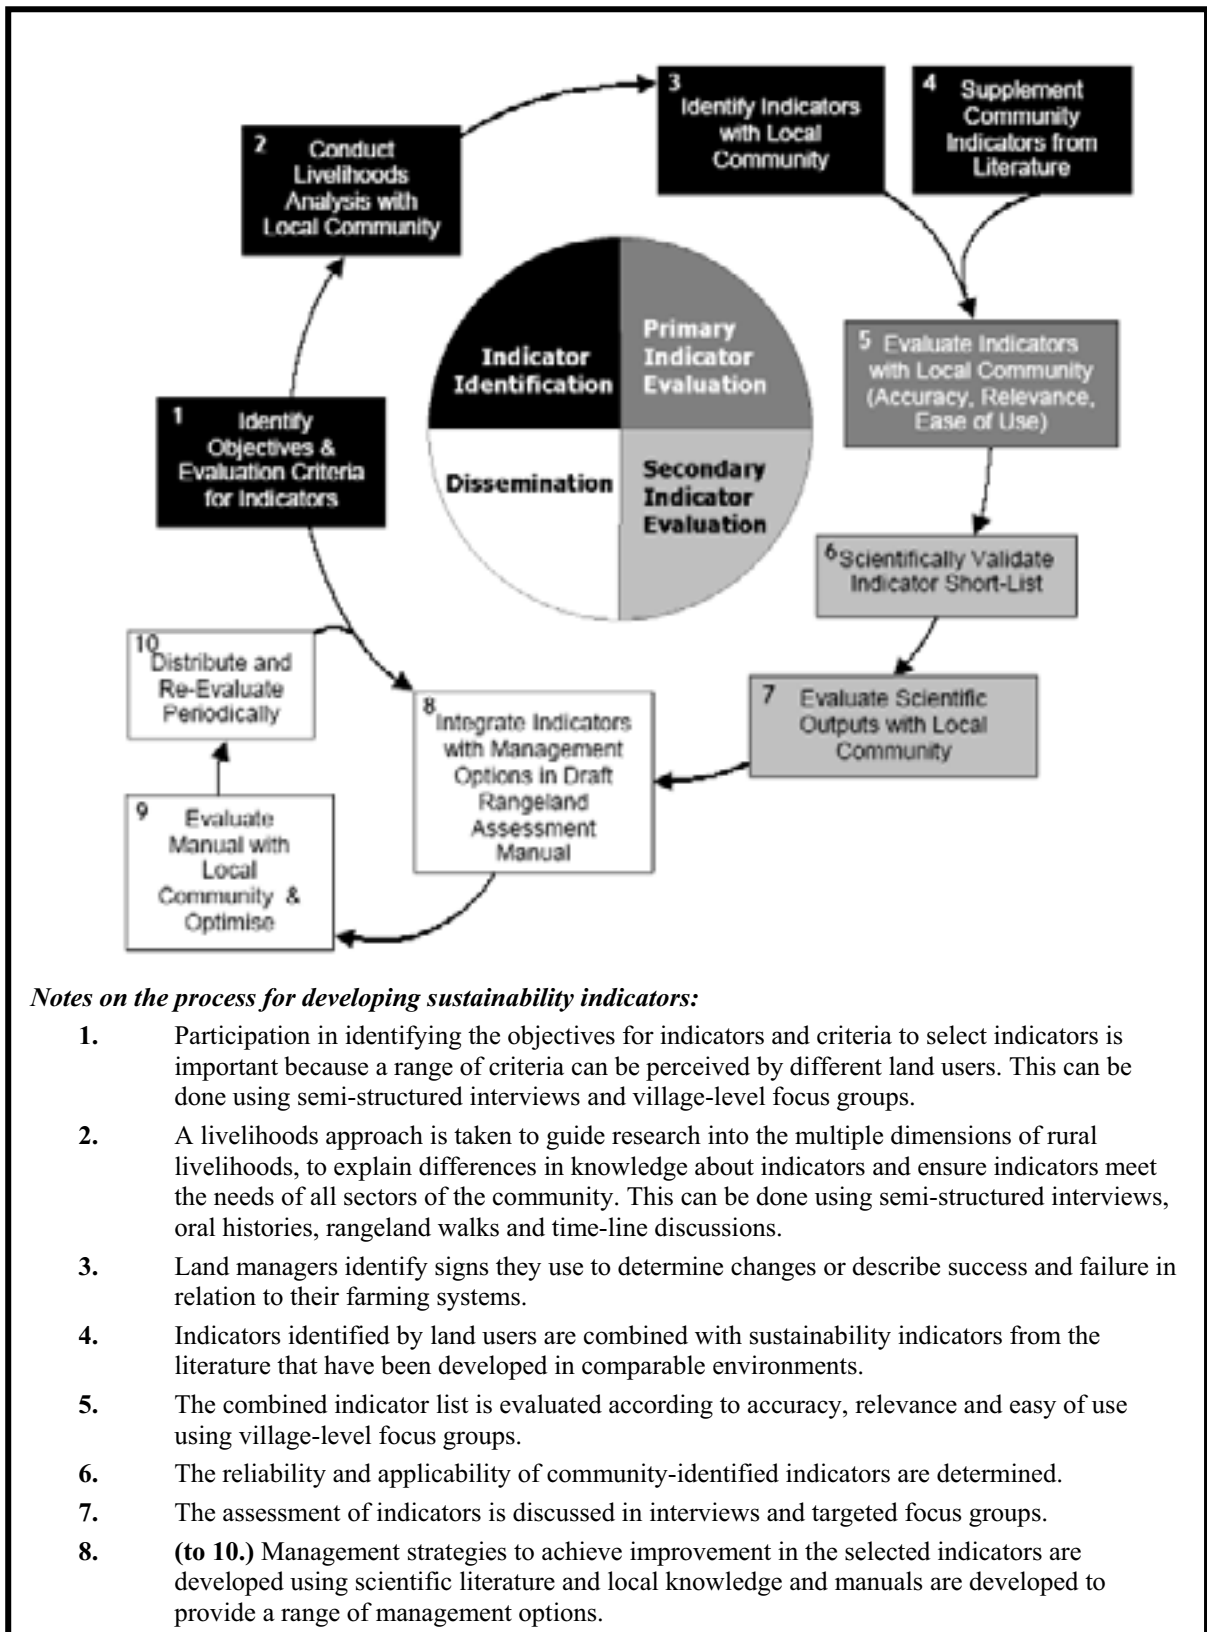 3
Identify Indicators
with Local
Community
4
Supplement
Community
Indicators from
Literature
2
Conduct
Livelihoods
Analysis with
Local Community
Indicator
Identification
Primary
Indicator
Evaluation
5 Evaluate Indicators
with Local Community
(Accuracy, Relevance,
Ease of Use)
1
Identify
Objectives &
Evaluation Criteria
for Indicators
Dissemination
Secondary
Indicator
Evaluation
6 Scientifically Validate
Indicator Short-List
10
Distribute and
Re-Evaluate
Periodically
8
Integrate Indicators
with Management
Options in Draft
Rangeland
Assessment
Manual
7 Evaluate Scientific
Outputs with Local
Community
9
Evaluate
Manual with
Local
Community &
Optimise
Notes on the process for developing sustainability indicators:
1. Participation in identifying the objectives for indicators and criteria to select indicators is
important because a range of criteria can be perceived by different land users. This can be
done using semi-structured interviews and village-level focus groups.
2. A livelihoods approach is taken to guide research into the multiple dimensions of rural
livelihoods, to explain differences in knowledge about indicators and ensure indicators meet
the needs of all sectors of the community. This can be done using semi-structured interviews,
oral histories, rangeland walks and time-line discussions.
3. Land managers identify signs they use to determine changes or describe success and failure in
relation to their farming systems.
4. Indicators identified by land users are combined with sustainability indicators from the
literature that have been developed in comparable environments.
5. The combined indicator list is evaluated according to accuracy, relevance and easy of use
using village-level focus groups.
6. The reliability and applicability of community-identified indicators are determined.
7. The assessment of indicators is discussed in interviews and targeted focus groups.
8. (to 10.) Management strategies to achieve improvement in the selected indicators are
developed using scientific literature and local knowledge and manuals are developed to
provide a range of management options.